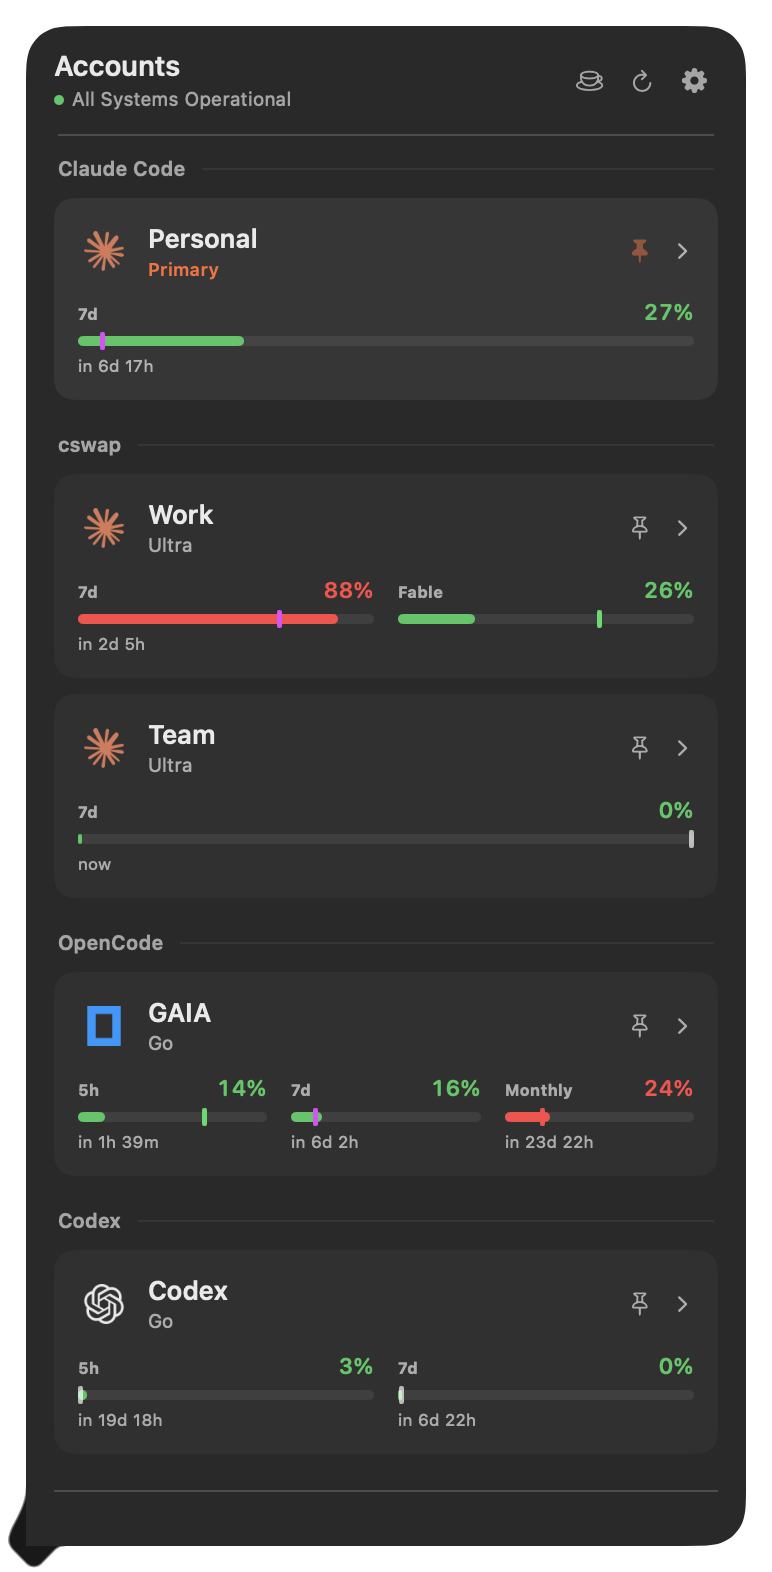 Accounts
All Systems Operational
Claude Code
Personal
Primary
7d 27%
in 6d 17h
cswap
Work
Ultra
7d 88% Fable 26%
in 2d 5h
Team
Ultra
7d 0%
now
OpenCode
GAIA
Go
5h 14% 7d 16% Monthly 24%
in 1h 39m in 6d 2h in 23d 22h
Codex
Codex
Go
5h 3% 7d 0%
in 19d 18h in 6d 22h